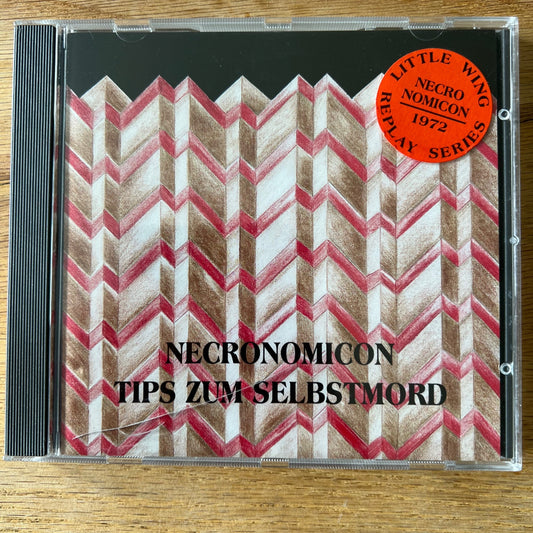 LITTLE WING
NECRO
NOMICON
1972
REPLAY SERIES
NECRONOMICON
TIPS ZUM SELBSTMORD